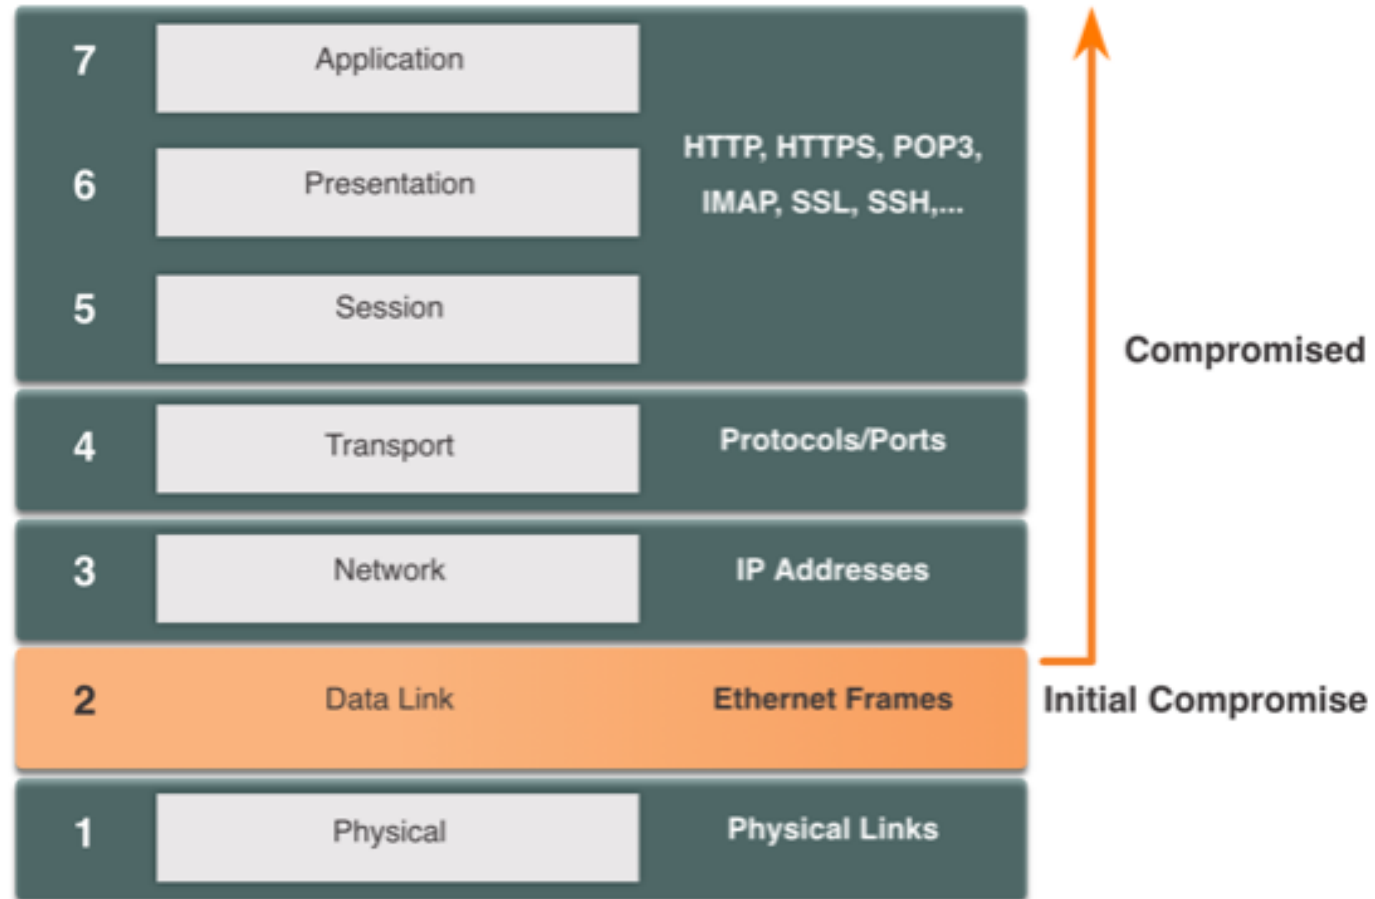 7 Application
HTTP, HTTPS, POP3,
6 Presentation
IMAP, SSL, SSH,...
5 Session
Compromised
4 Transport Protocols/Ports
3 Network IP Addresses
2 Data Link Ethernet Frames Initial Compromise
1 Physical Physical Links